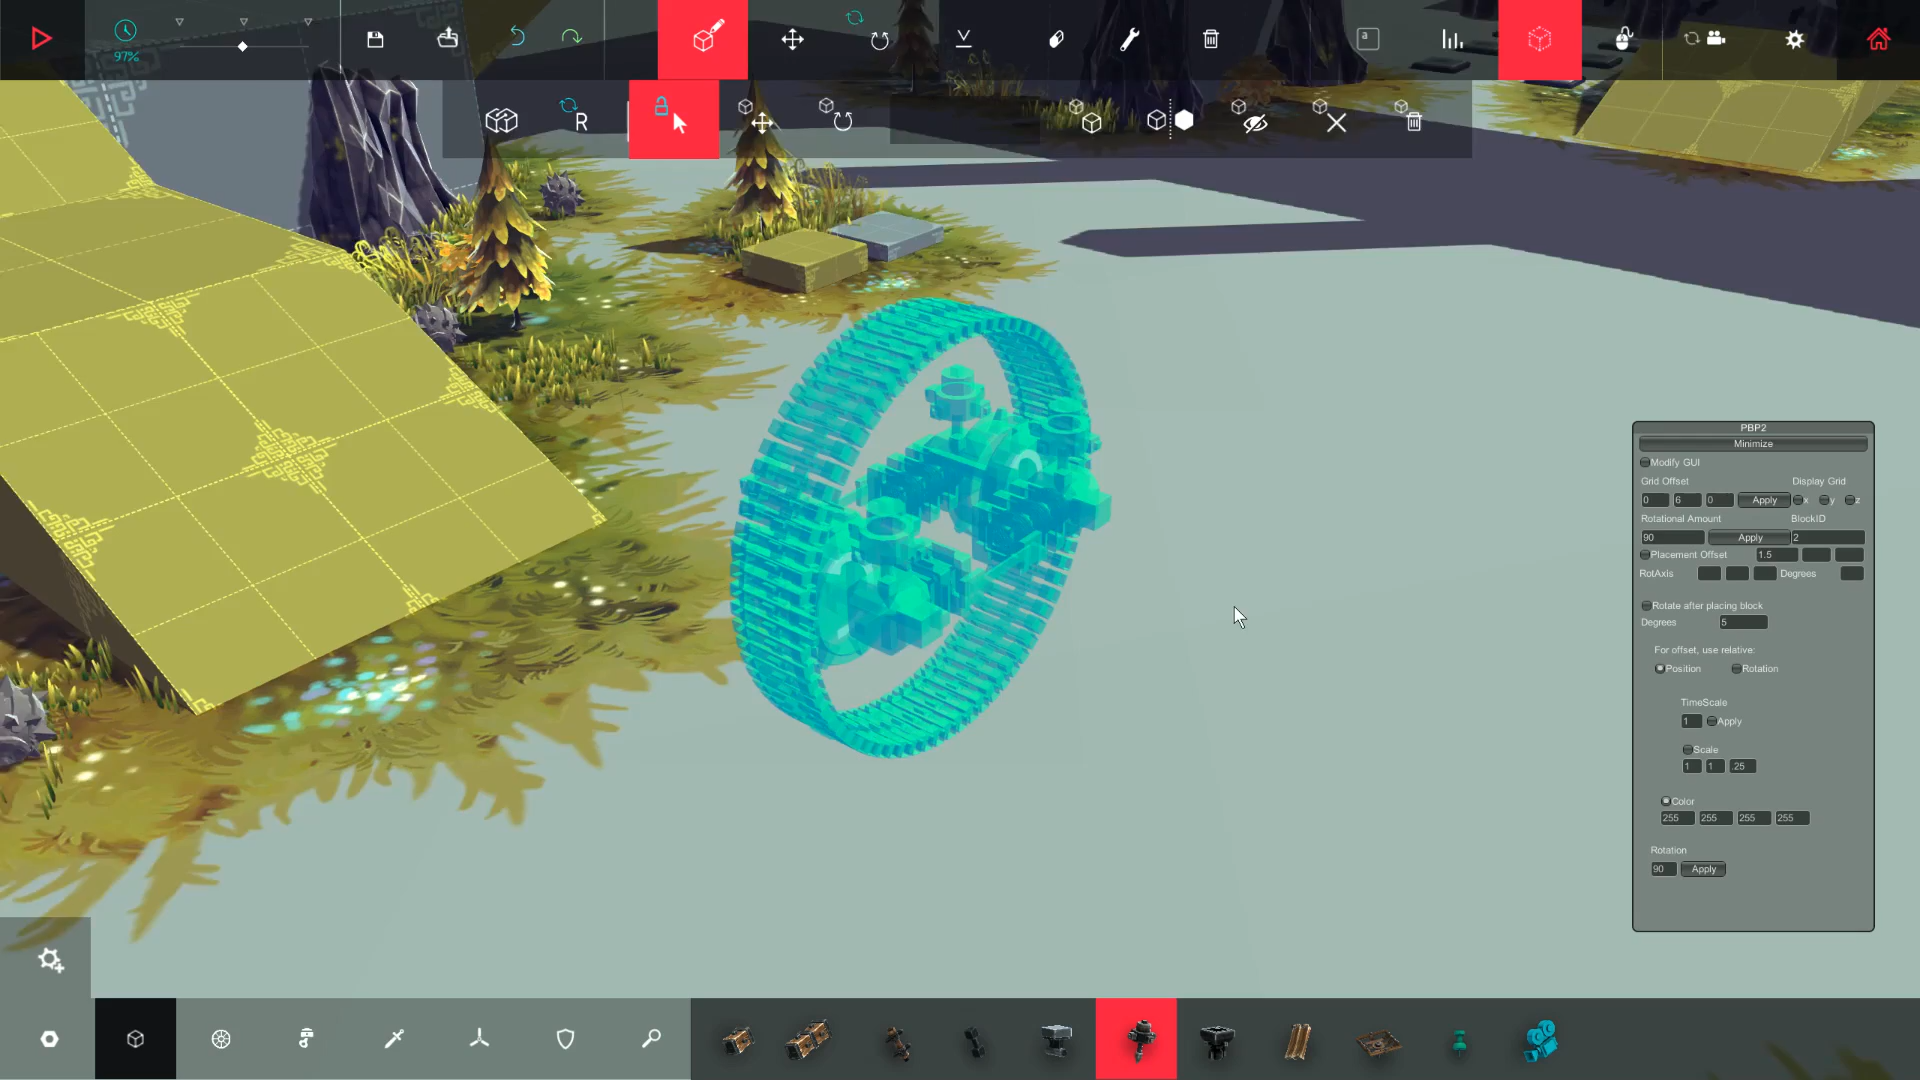 97%
a
R
PBP2
Minimize
Modify GUI
Grid Offset Display Grid
0 6 0 Apply x y z
Rotational Amount BlockID
90 Apply 2
Placement Offset 1.5
RotAxis Degrees
Rotate after placing block
Degrees 5
For offset, use relative:
Position Rotation
TimeScale
1 Apply
Scale
1 1 .25
Color
255 255 255 255
Rotation
90 Apply